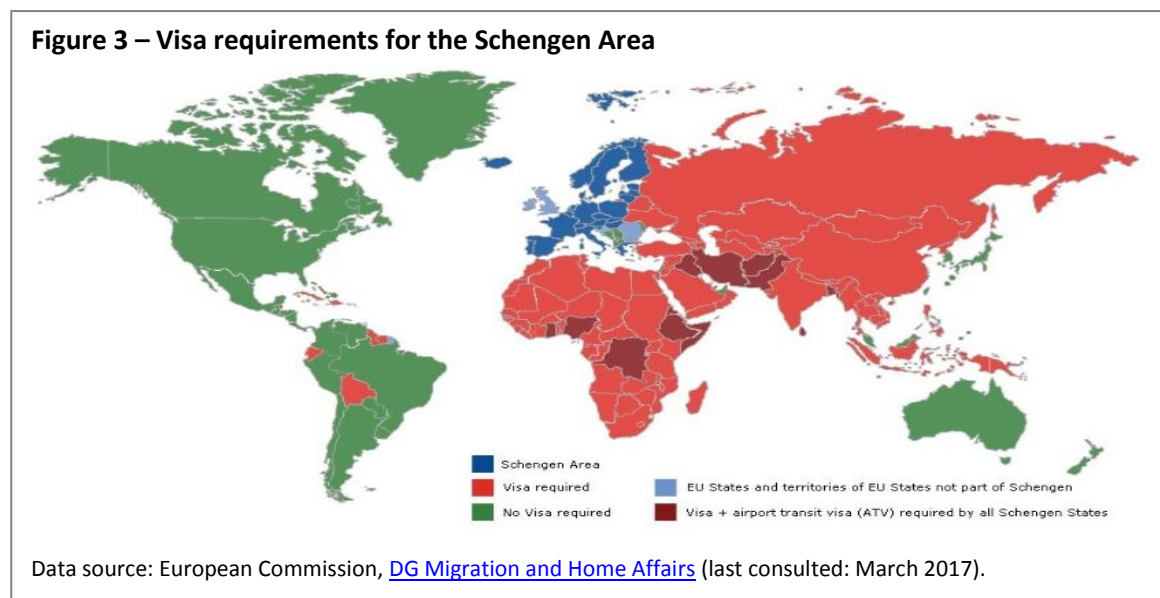 Figure 3 – Visa requirements for the Schengen Area
Schengen Area
Visa required
EU States and territories of EU States not part of Schengen
No Visa required
Visa + airport transit visa (ATV) required by all Schengen States
Data source: European Commission, DG Migration and Home Affairs (last consulted: March 2017).